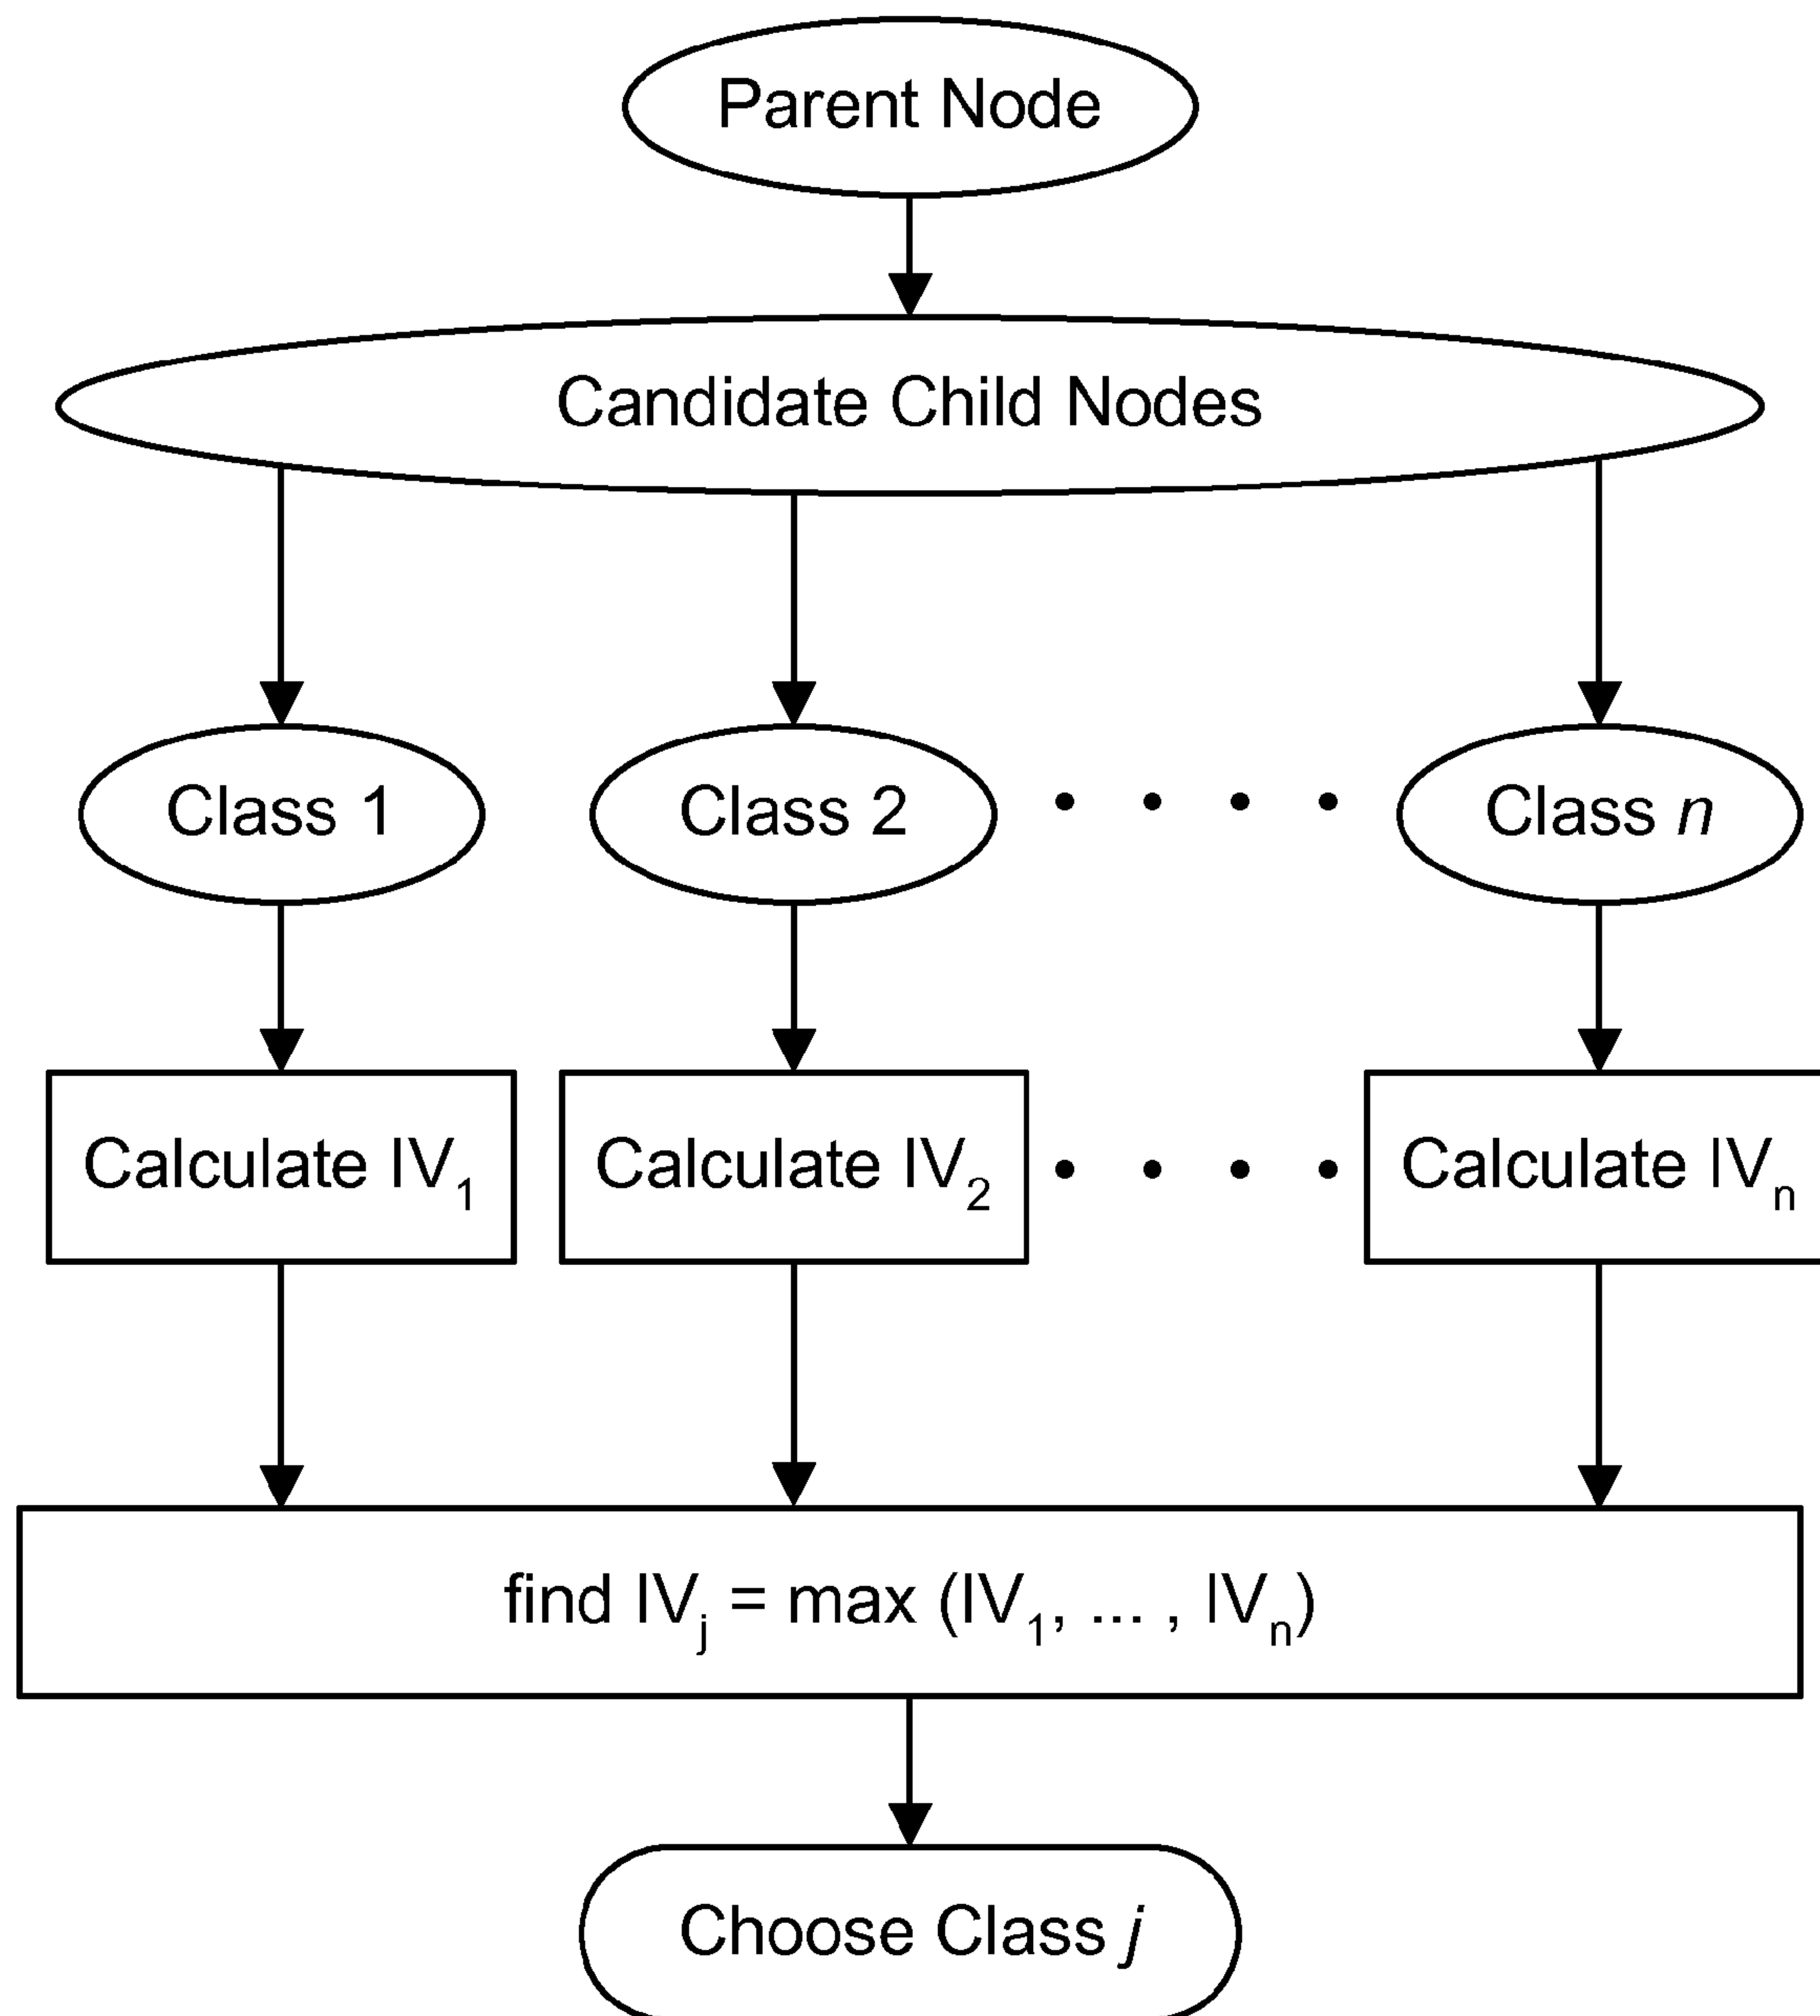 Parent Node
Candidate Child Nodes
Class 1 Class 2 • • • • Class n
Calculate IV₁ Calculate IV₂ • • • • Calculate IVₙ
find IVⱼ = max (IV₁, ... , IVₙ)
Choose Class j